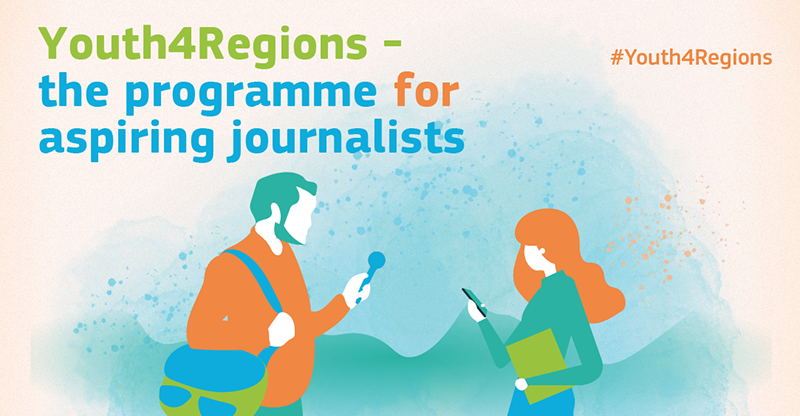 Youth4Regions –
the programme for
aspiring journalists
#Youth4Regions